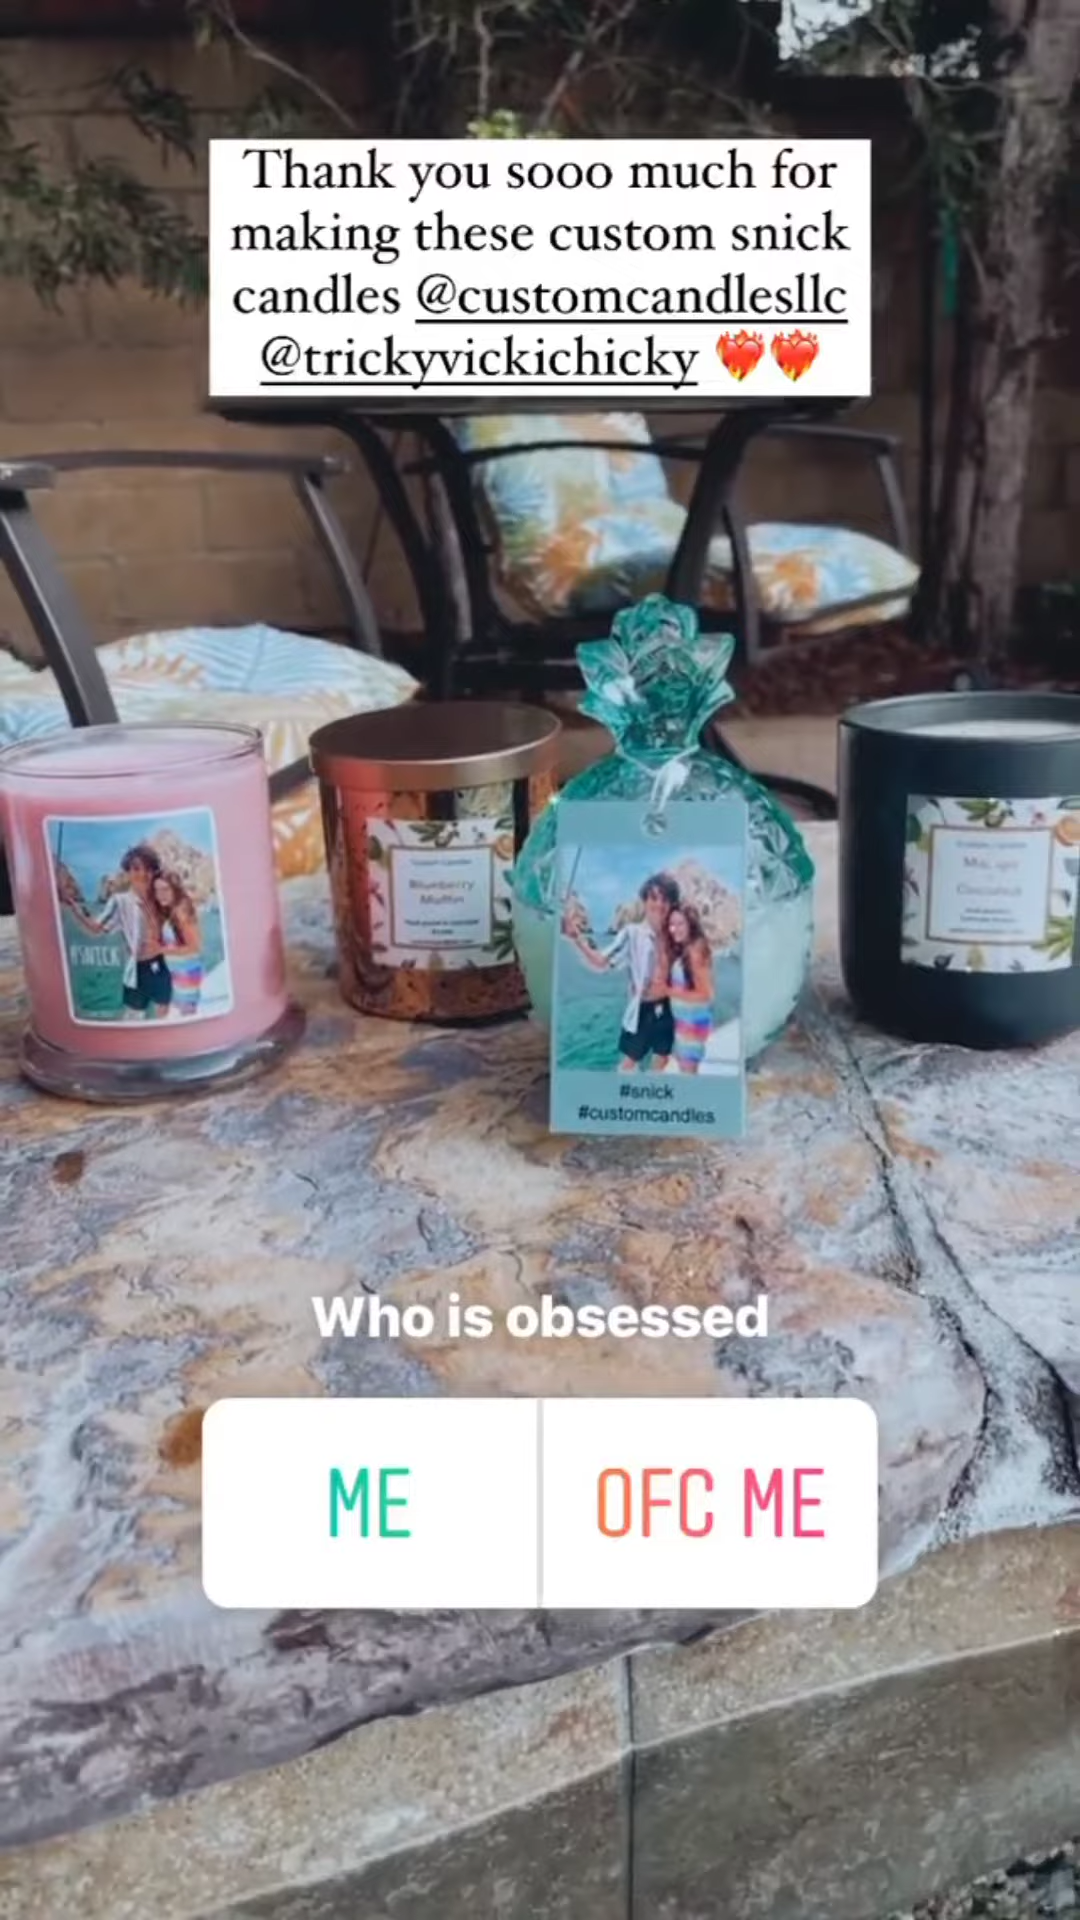 Thank you sooo much for
making these custom snick
candles @customcandlesllc
@trickyvickichicky ❤️‍🔥❤️‍🔥
#SNICK
Blueberry
Muffin
#snick
#customcandles
Who is obsessed
ME
OFC ME